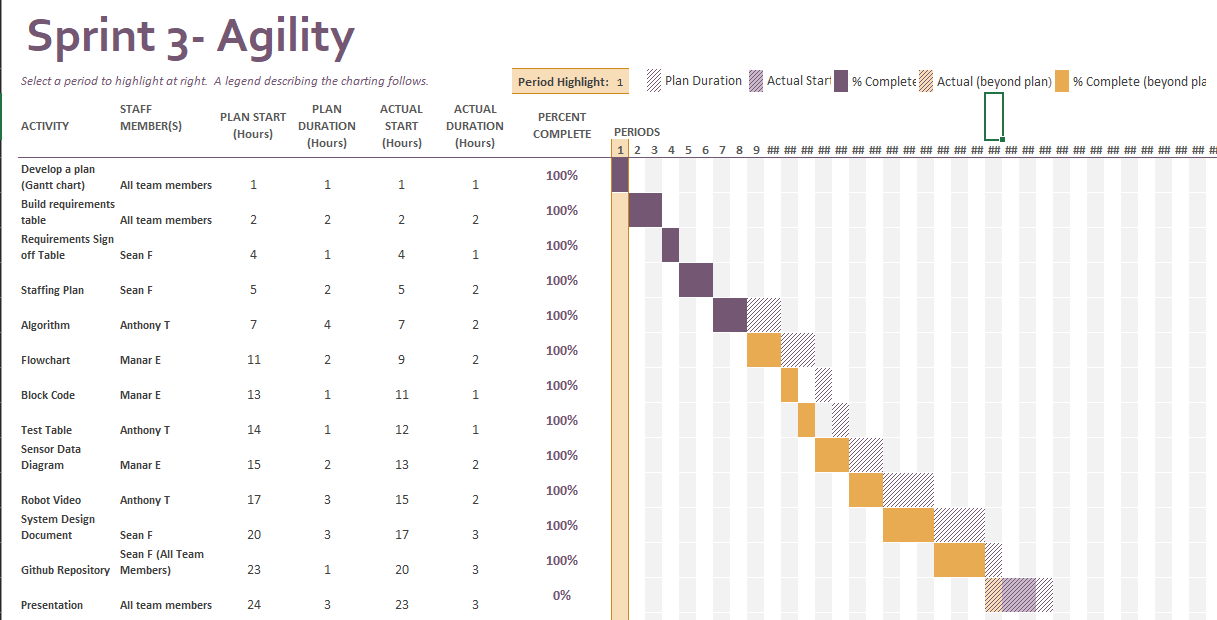 Sprint 3- Agility
Select a period to highlight at right.  A legend describing the charting follows.
Period Highlight: 1
Plan Duration
Actual Start
% Complete
Actual (beyond plan)
% Complete (beyond pla
ACTIVITY
STAFF
MEMBER(S)
PLAN START
(Hours)
PLAN
DURATION
(Hours)
ACTUAL
START
(Hours)
ACTUAL
DURATION
(Hours)
PERCENT
COMPLETE
PERIODS
1 2 3 4 5 6 7 8 9 ## ## ## ## ## ## ## ## ## ## ## ## ## ## ## ## ## ## ## ## ## ## ## ## ## ## ##
Develop a plan
(Gantt chart) All team members 1 1 1 1 100%
Build requirements
table All team members 2 2 2 2 100%
Requirements Sign
off Table Sean F 4 1 4 1 100%
Staffing Plan Sean F 5 2 5 2 100%
Algorithm Anthony T 7 4 7 2 100%
Flowchart Manar E 11 2 9 2 100%
Block Code Manar E 13 1 11 1 100%
Test Table Anthony T 14 1 12 1 100%
Sensor Data
Diagram Manar E 15 2 13 2 100%
Robot Video Anthony T 17 3 15 2 100%
System Design
Document Sean F 20 3 17 3 100%
Sean F (All Team
Github Repository Members) 23 1 20 3 100%
Presentation All team members 24 3 23 3 0%